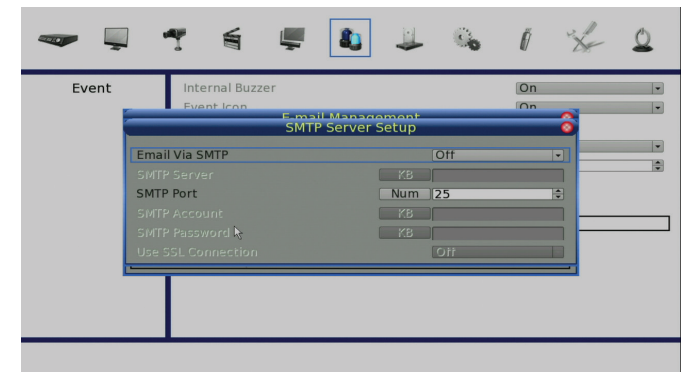 Event
Internal Buzzer On
Event Icon On
E-mail Management
SMTP Server Setup
Email Via SMTP Off
SMTP Server KB
SMTP Port Num 25
SMTP Account KB
SMTP Password KB
Use SSL Connection Off